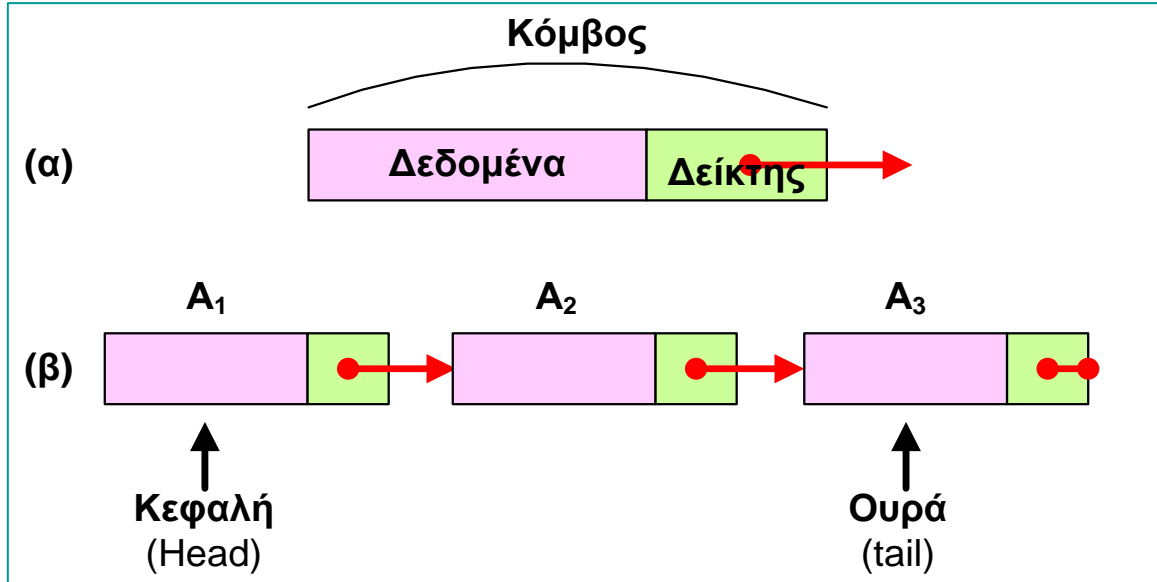 Κόμβος
(α)
Δεδομένα
Δείκτης
A₁ A₂ A₃
(β)
Κεφαλή Ουρά
(Head) (tail)